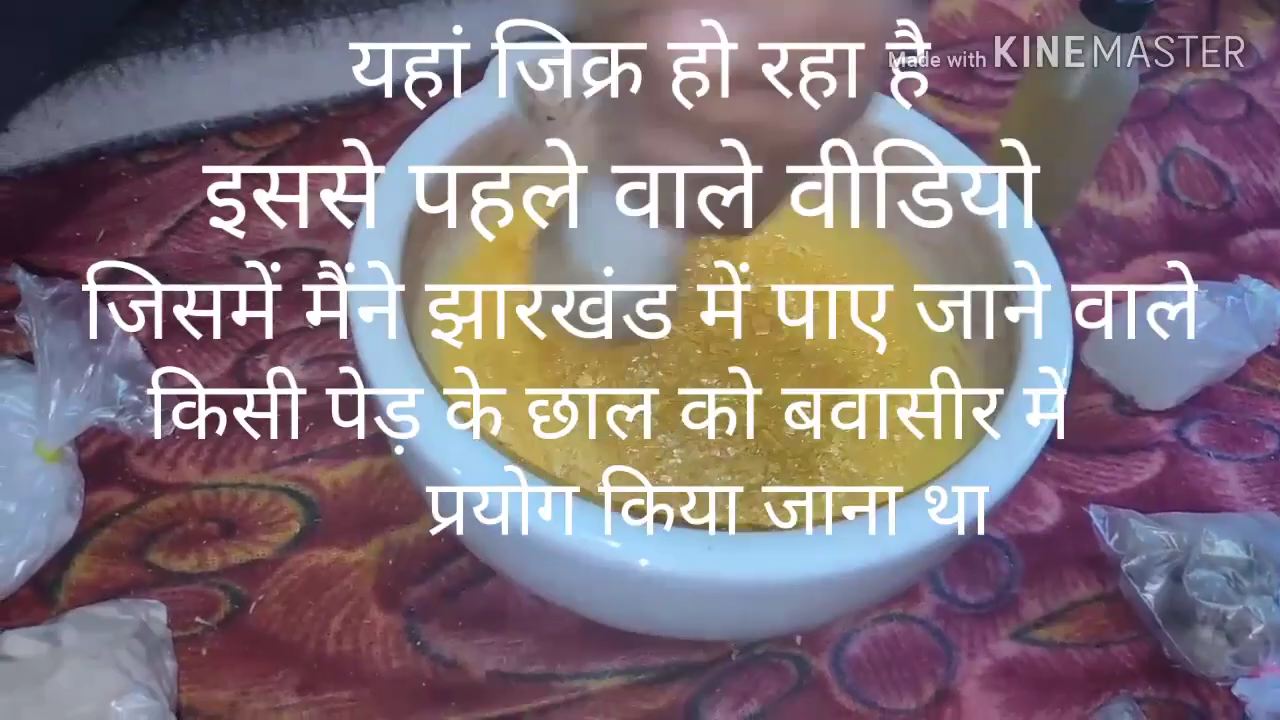 यहां जिक्र हो रहा है
Made with KINEMASTER
इससे पहले वाले वीडियो
जिसमें मैंने झारखंड में पाए जाने वाले
किसी पेड़ के छाल को बवासीर में
प्रयोग किया जाना था